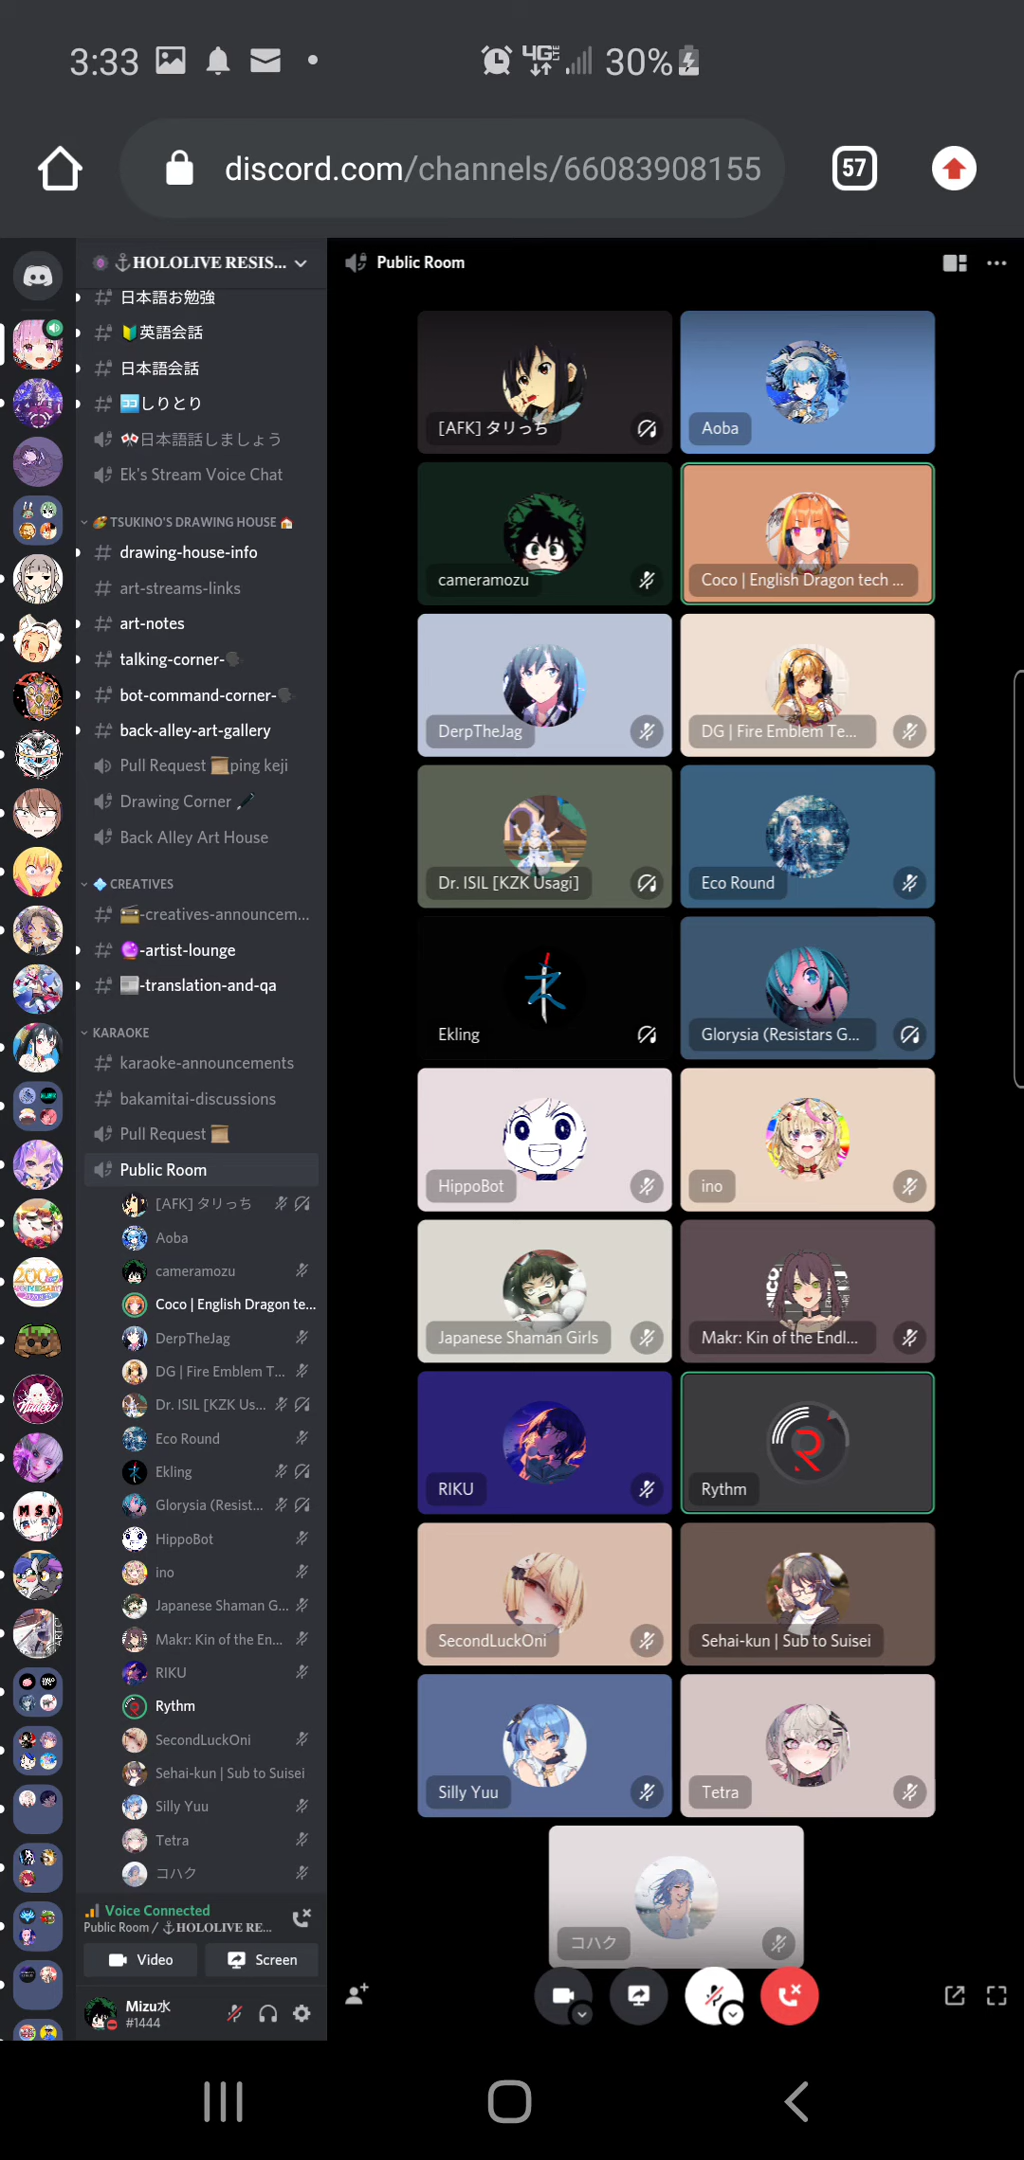 3:33
4G LTE
30%
discord.com/channels/66083908155
57
⚓HOLOLIVE RESIS...
日本語お勉強
🔰英語会話
日本語会話
🈁しりとり
🎌日本語話しましょう
Ek's Stream Voice Chat
TSUKINO'S DRAWING HOUSE 🏠
drawing-house-info
art-streams-links
art-notes
talking-corner-🗣
bot-command-corner-🗣
back-alley-art-gallery
Pull Request 📜ping keji
Drawing Corner 🖊
Back Alley Art House
💠 CREATIVES
📻-creatives-announcem...
🔮-artist-lounge
📰-translation-and-qa
KARAOKE
karaoke-announcements
bakamitai-discussions
Pull Request 📜
Public Room
[AFK] タリっち
Aoba
cameramozu
Coco | English Dragon te...
DerpTheJag
DG | Fire Emblem T...
Dr. ISIL [KZK Us...
Eco Round
Ekling
Glorysia (Resist...
HippoBot
ino
Japanese Shaman G...
Makr: Kin of the En...
RIKU
Rythm
SecondLuckOni
Sehai-kun | Sub to Suisei
Silly Yuu
Tetra
コハク
Voice Connected
Public Room / ⚓HOLOLIVE RE...
Video
Screen
Mizu水
#1444
Public Room
[AFK] タリっち
Aoba
cameramozu
Coco | English Dragon tech ...
DerpTheJag
DG | Fire Emblem Te...
Dr. ISIL [KZK Usagi]
Eco Round
Ekling
Glorysia (Resistars G...
HippoBot
ino
Japanese Shaman Girls
Makr: Kin of the Endl...
RIKU
Rythm
SecondLuckOni
Sehai-kun | Sub to Suisei
Silly Yuu
Tetra
コハク
MSD